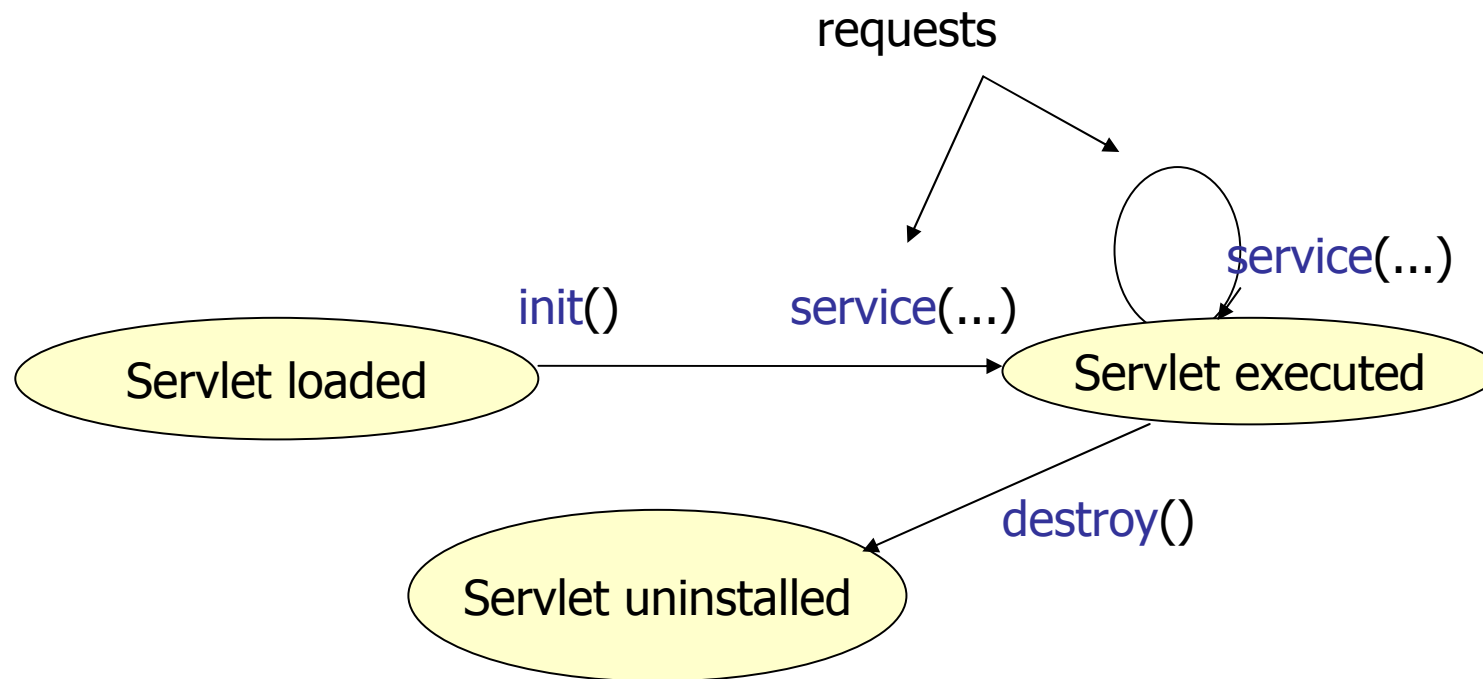 requests
service(...)
init()
service(...)
Servlet loaded
Servlet executed
destroy()
Servlet uninstalled